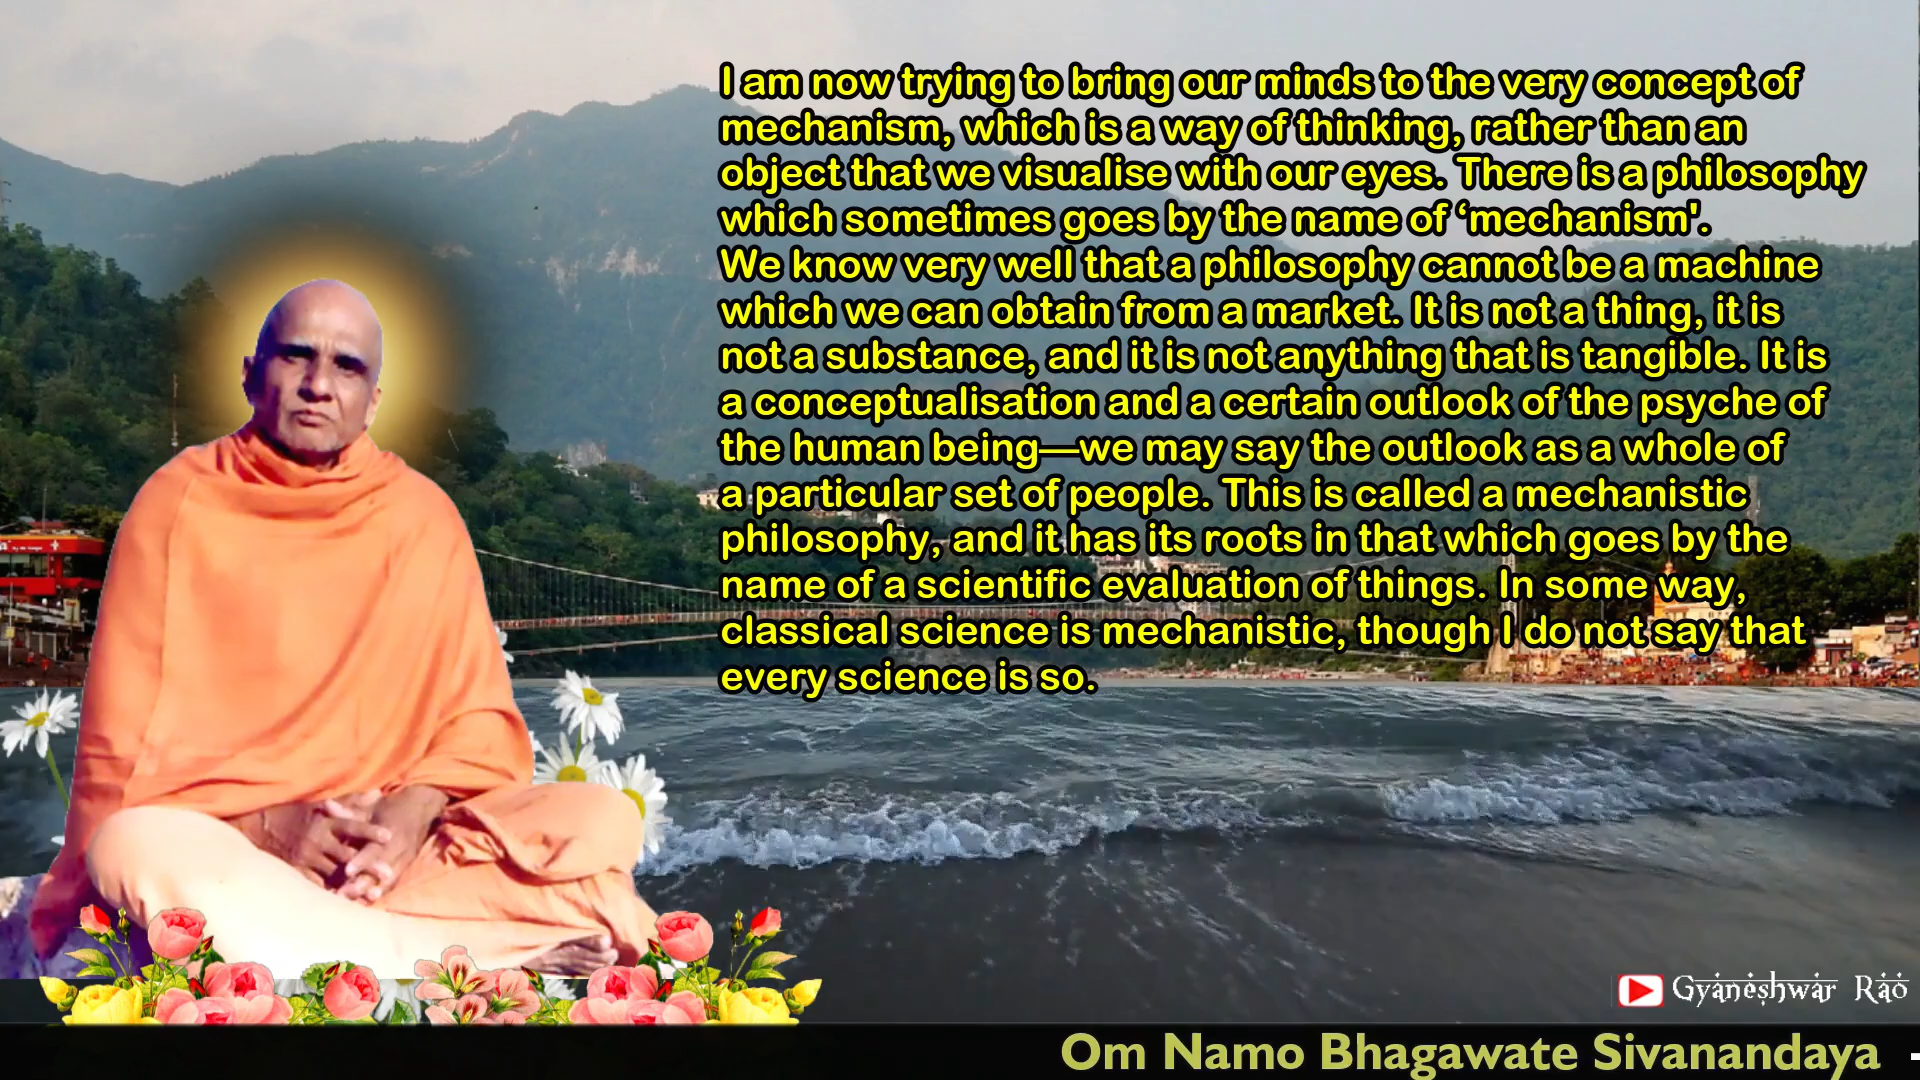 I am now trying to bring our minds to the very concept of
mechanism, which is a way of thinking, rather than an
object that we visualise with our eyes. There is a philosophy
which sometimes goes by the name of ‘mechanism'.
We know very well that a philosophy cannot be a machine
which we can obtain from a market. It is not a thing, it is
not a substance, and it is not anything that is tangible. It is
a conceptualisation and a certain outlook of the psyche of
the human being—we may say the outlook as a whole of
a particular set of people. This is called a mechanistic
philosophy, and it has its roots in that which goes by the
name of a scientific evaluation of things. In some way,
classical science is mechanistic, though I do not say that
every science is so.
Gyaneshwar Rao
Om Namo Bhagawate Sivanandaya